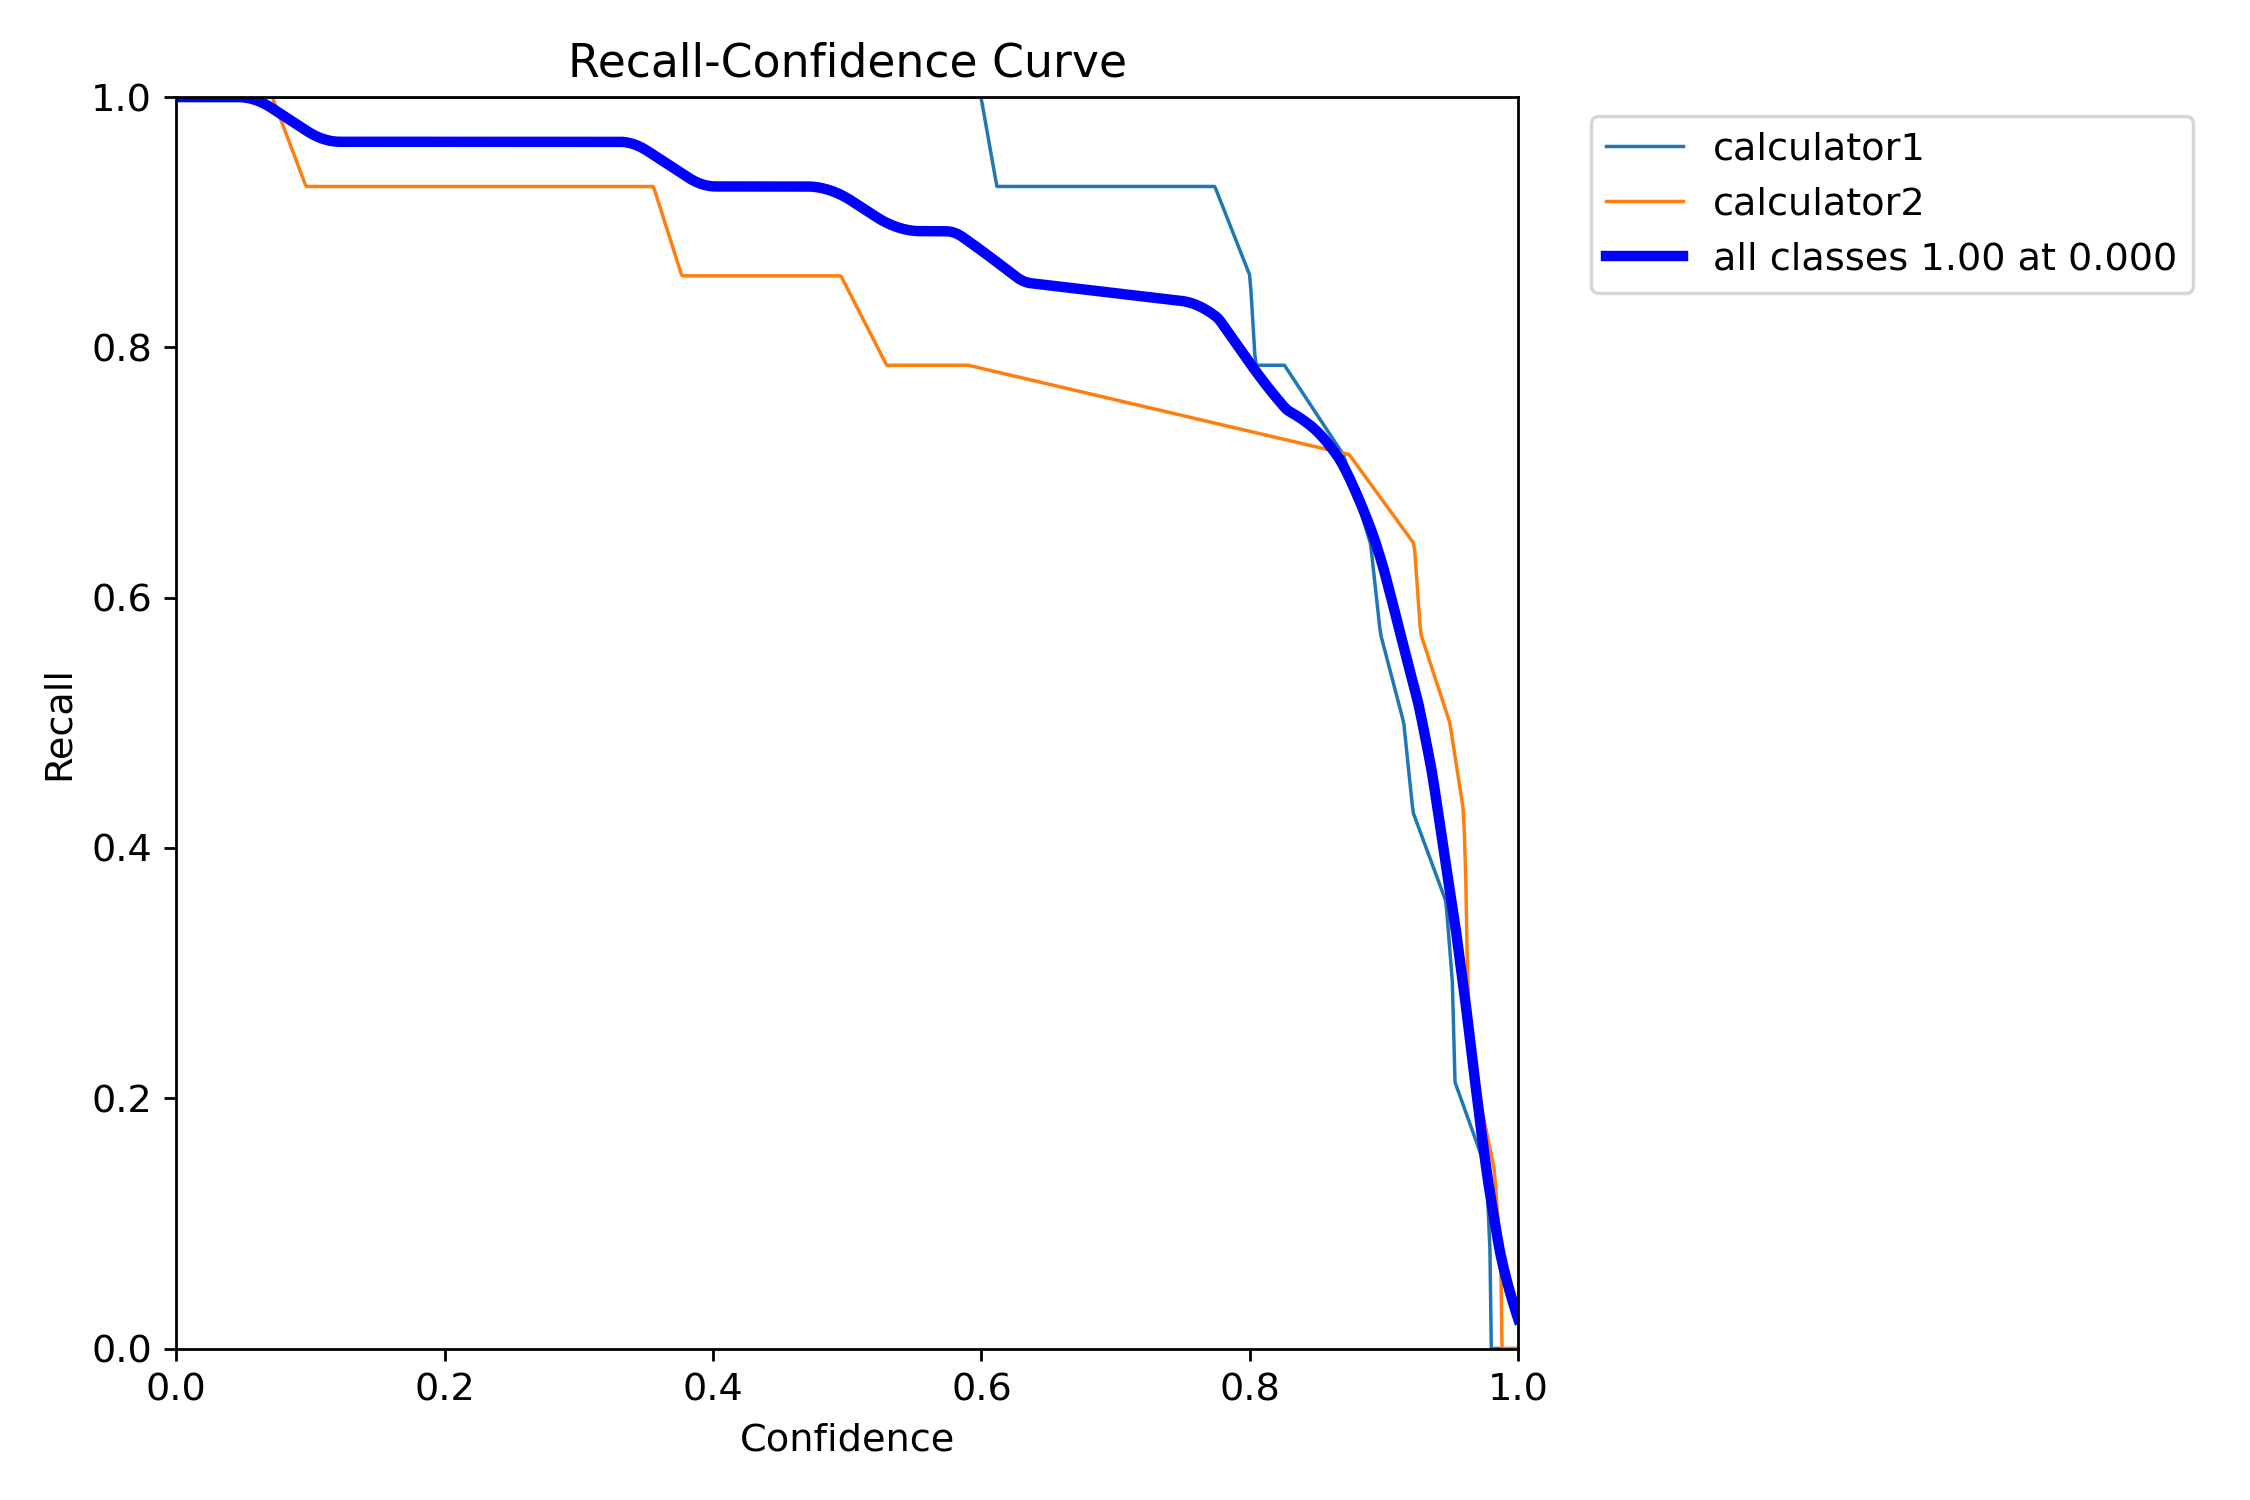 Recall-Confidence Curve
1.0
0.8
0.6
0.4
0.2
0.0
Recall
0.0 0.2 0.4 0.6 0.8 1.0
Confidence
calculator1
calculator2
all classes 1.00 at 0.000